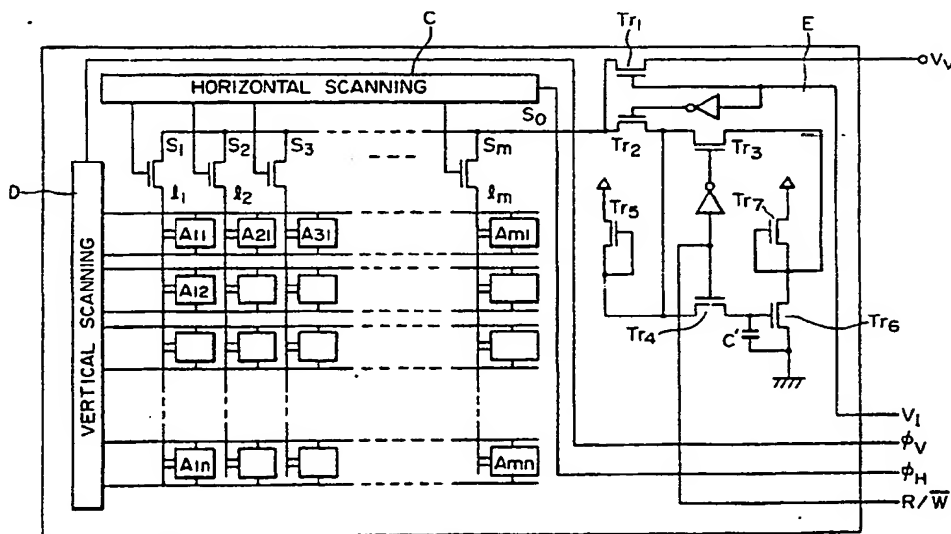 C
Tr1
E
VV
HORIZONTAL SCANNING
S0
Tr2
Tr3
S1 S2 S3 Sm
D
ℓ1 ℓ2 ℓm
Tr5
Tr7
A11 A21 A31 Am1
A12
Tr4
C'
Tr6
VERTICAL SCANNING
VI
ϕV
A1n Amn
ϕH
R/W̅